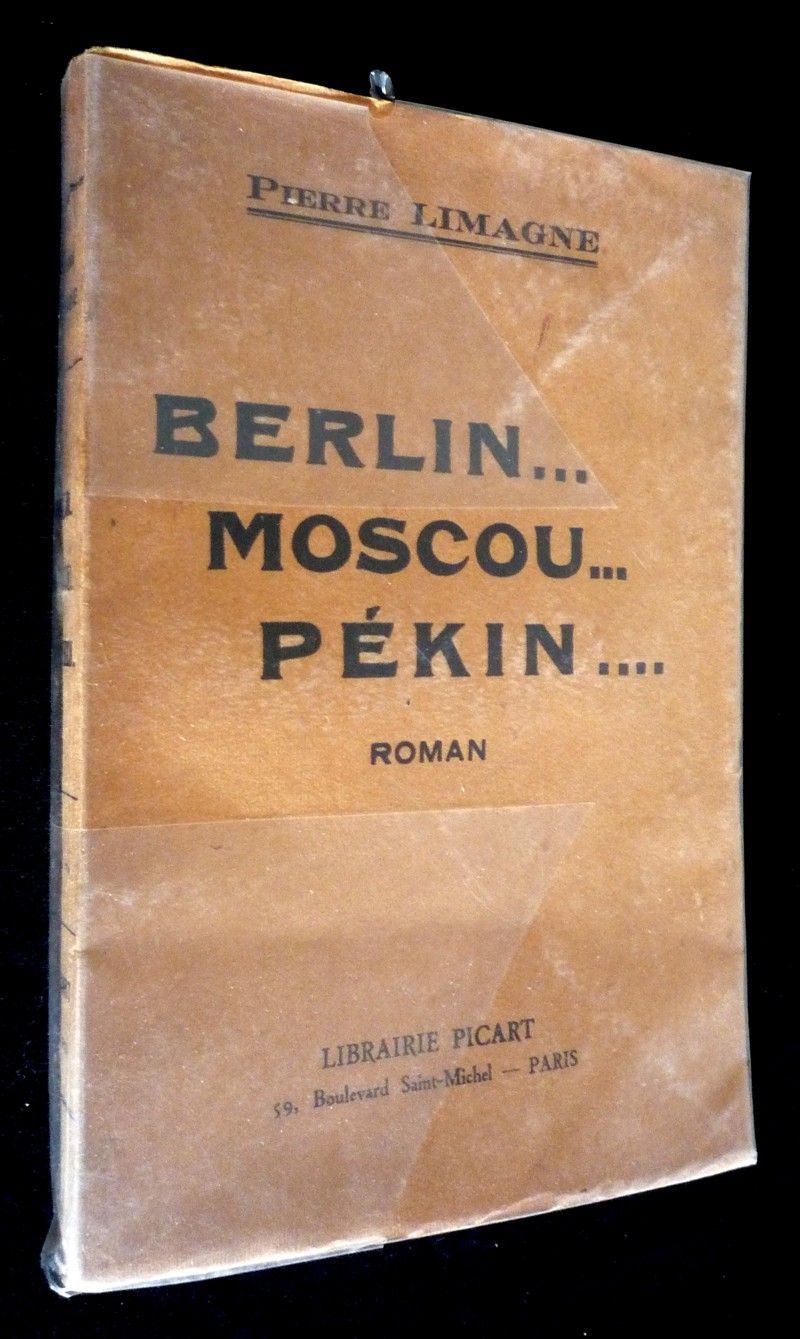 PIERRE LIMAGNE
BERLIN...
MOSCOU...
PÉKIN....
ROMAN
LIBRAIRIE PICART
59, Boulevard Saint-Michel — PARIS